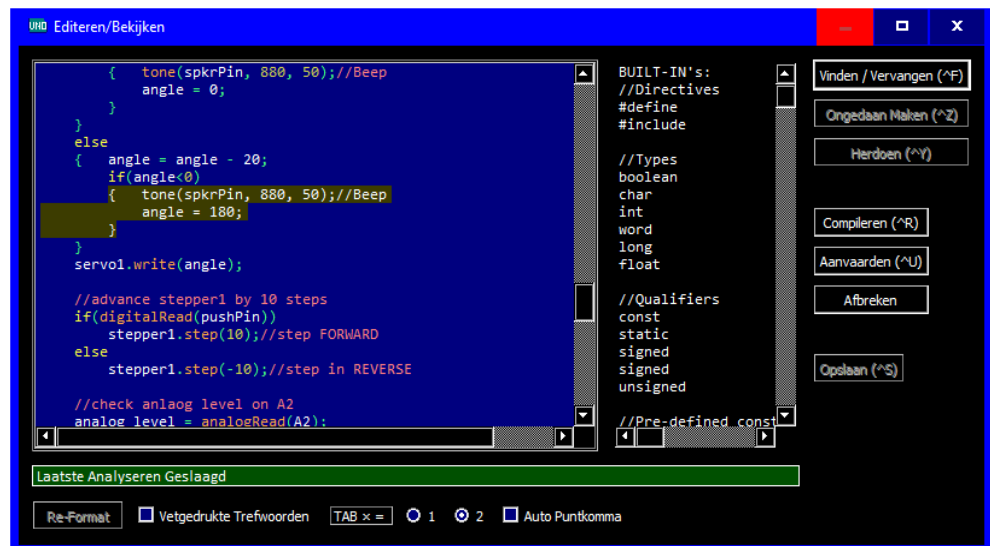 UNO Editeren/Bekijken
{ tone(spkrPin, 880, 50);//Beep
angle = 0;
}
}
else
{ angle = angle - 20;
if(angle<0)
{ tone(spkrPin, 880, 50);//Beep
angle = 180;
}
}
servo1.write(angle);
//advance stepper1 by 10 steps
if(digitalRead(pushPin))
stepper1.step(10);//step FORWARD
else
stepper1.step(-10);//step in REVERSE
//check anlaog level on A2
analog_level = analogRead(A2);
BUILT-IN's:
//Directives
#define
#include
//Types
boolean
char
int
word
long
float
//Qualifiers
const
static
signed
signed
unsigned
//Pre-defined const
Vinden / Vervangen (^F)
Ongedaan Maken (^Z)
Herdoen (^Y)
Compileren (^R)
Aanvaarden (^U)
Afbreken
Opslaan (^S)
Laatste Analyseren Geslaagd
Re-Format Vetgedrukte Trefwoorden TAB × = 1 2 Auto Puntkomma